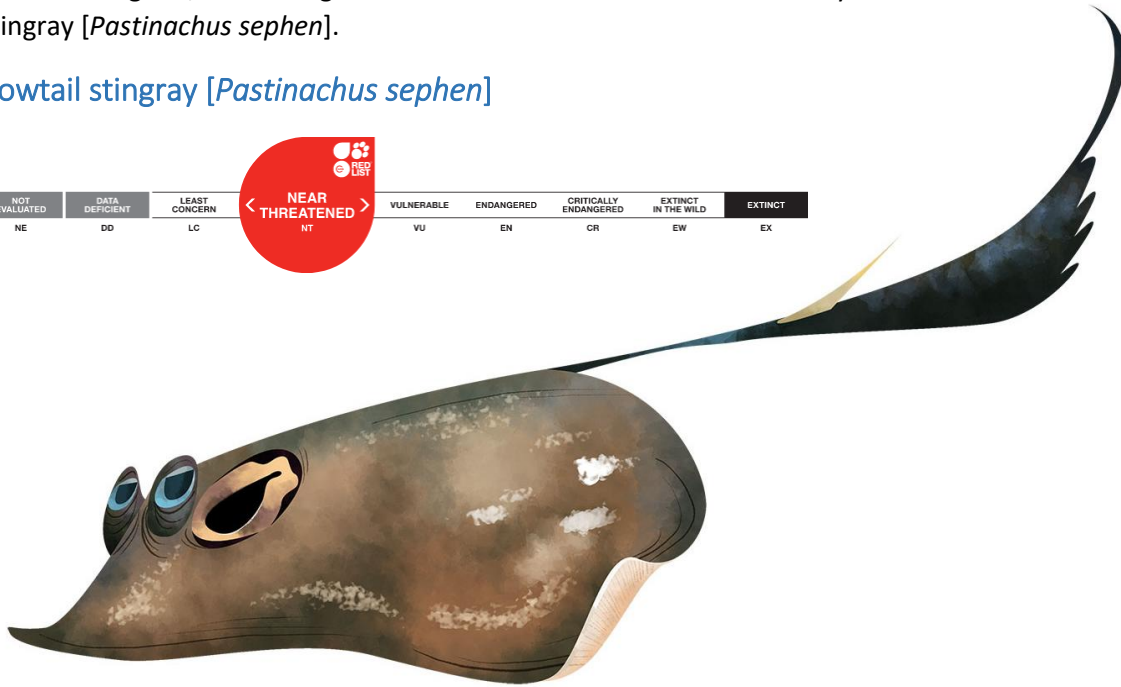 ingray [Pastinachus sephen].
owtail stingray [Pastinachus sephen]
RED
LIST
NOT
EVALUATED
NE
DATA
DEFICIENT
DD
LEAST
CONCERN
LC
< NEAR
THREATENED >
NT
VULNERABLE
VU
ENDANGERED
EN
CRITICALLY
ENDANGERED
CR
EXTINCT
IN THE WILD
EW
EXTINCT
EX